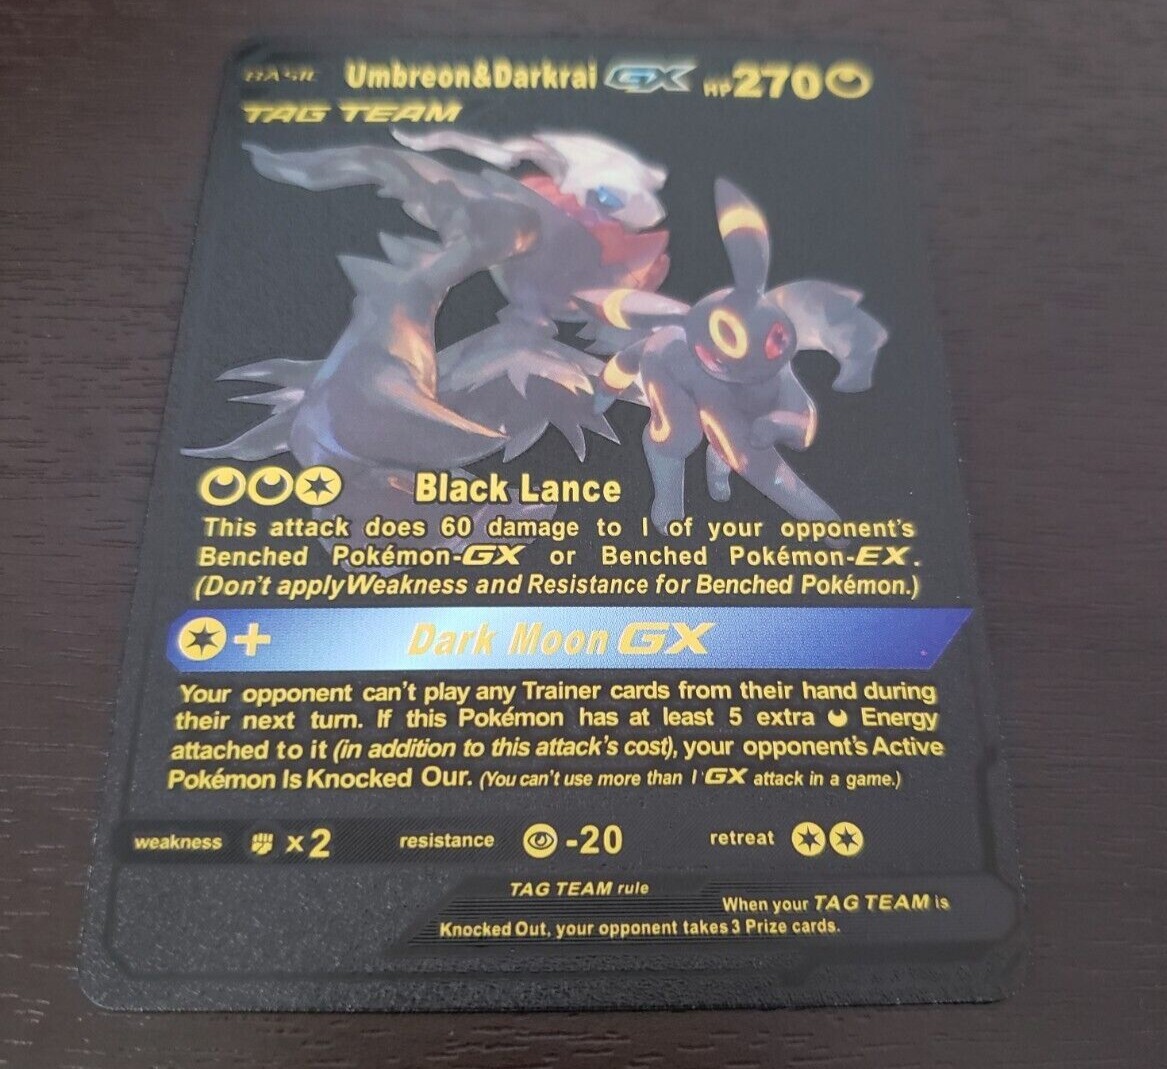 BASIC Umbreon&Darkrai GX HP270
TAG TEAM
Black Lance
This attack does 60 damage to 1 of your opponent's
Benched Pokémon-GX or Benched Pokémon-EX.
(Don't applyWeakness and Resistance for Benched Pokémon.)
+ Dark Moon GX
Your opponent can't play any Trainer cards from their hand during
their next turn. If this Pokémon has at least 5 extra Energy
attached to it (in addition to this attack's cost), your opponent's Active
Pokémon Is Knocked Our. (You can't use more than 1 GX attack in a game.)
weakness x2 resistance -20 retreat
TAG TEAM rule
When your TAG TEAM is
Knocked Out, your opponent takes 3 Prize cards.